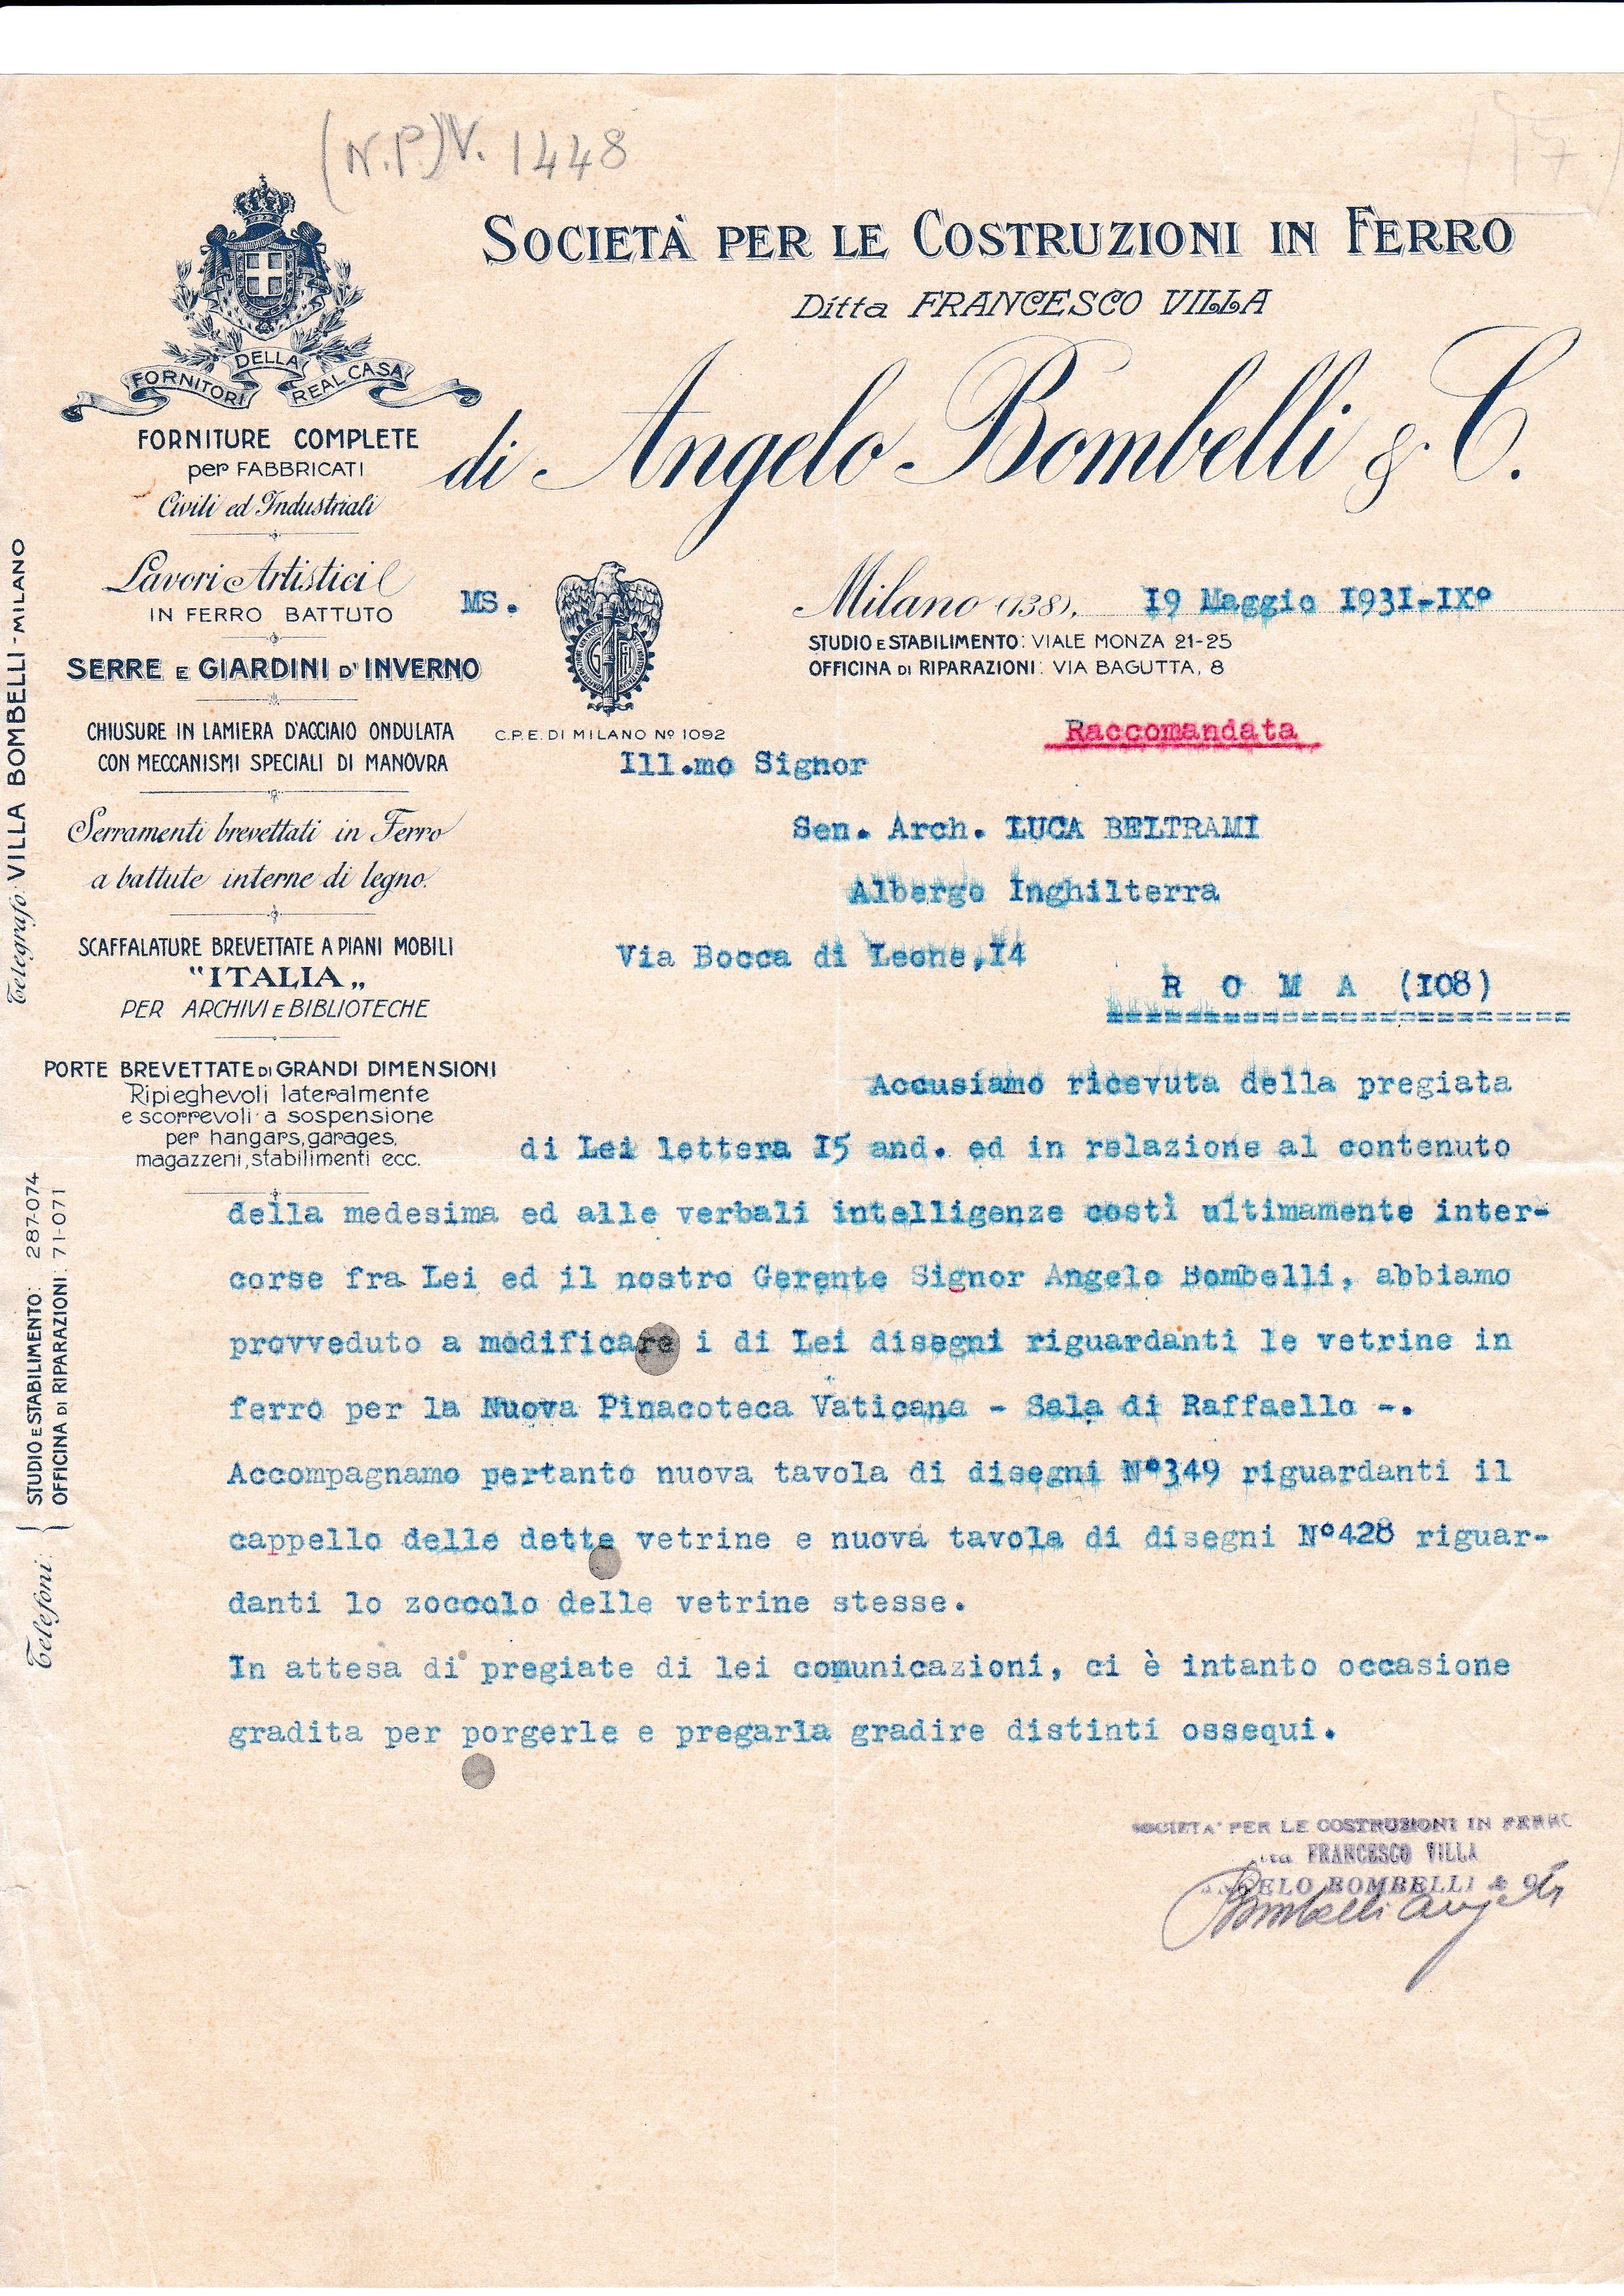 (N.P.) V. 1448
17
SOCIETÀ PER LE COSTRUZIONI IN FERRO
Ditta FRANCESCO VILLA
di Angelo Bombelli & C.
FORNITORI DELLA REAL CASA
FORNITURE COMPLETE
per FABBRICATI
Civili ed Industriali
Lavori Artistici
IN FERRO BATTUTO
SERRE E GIARDINI D'INVERNO
CHIUSURE IN LAMIERA D'ACCIAIO ONDULATA
CON MECCANISMI SPECIALI DI MANOVRA
Serramenti brevettati in Ferro
a battute interne di legno.
SCAFFALATURE BREVETTATE A PIANI MOBILI
"ITALIA„
PER ARCHIVI E BIBLIOTECHE
PORTE BREVETTATE DI GRANDI DIMENSIONI
Ripieghevoli lateralmente
e scorrevoli a sospensione
per hangars, garages,
magazzeni, stabilimenti ecc.
Telegrafo: VILLA BOMBELLI - MILANO
Telefoni:
STUDIO E STABILIMENTO: 287-074
OFFICINA DI RIPARAZIONI: 71-071
MS.
C.P.E. DI MILANO Nº 1092
Milano (138), 19 Maggio 1931-IXº
STUDIO E STABILIMENTO: VIALE MONZA 21-25
OFFICINA DI RIPARAZIONI: VIA BAGUTTA, 8
Raccomandata
Ill.mo Signor
Sen. Arch. LUCA BELTRAMI
Albergo Inghilterra
Via Bocca di Leone,14
R O M A (108)
Accusiamo ricevuta della pregiata
di Lei lettera 15 and. ed in relazione al contenuto
della medesima ed alle verbali intelligenze costì ultimamente inter-
corse fra Lei ed il nostro Gerente Signor Angelo Bombelli, abbiamo
provveduto a modificare i di Lei disegni riguardanti le vetrine in
ferro per la Nuova Pinacoteca Vaticana - Sala di Raffaello -.
Accompagnamo pertanto nuova tavola di disegni Nº349 riguardanti il
cappello delle dette vetrine e nuova tavola di disegni Nº428 riguar-
danti lo zoccolo delle vetrine stesse.
In attesa di pregiate di lei comunicazioni, ci è intanto occasione
gradita per porgerle e pregarla gradire distinti ossequi.
SOCIETA' PER LE COSTRUZIONI IN FERRO
FRANCESCO VILLA
ANGELO BOMBELLI & C.
Bombelli Angelo